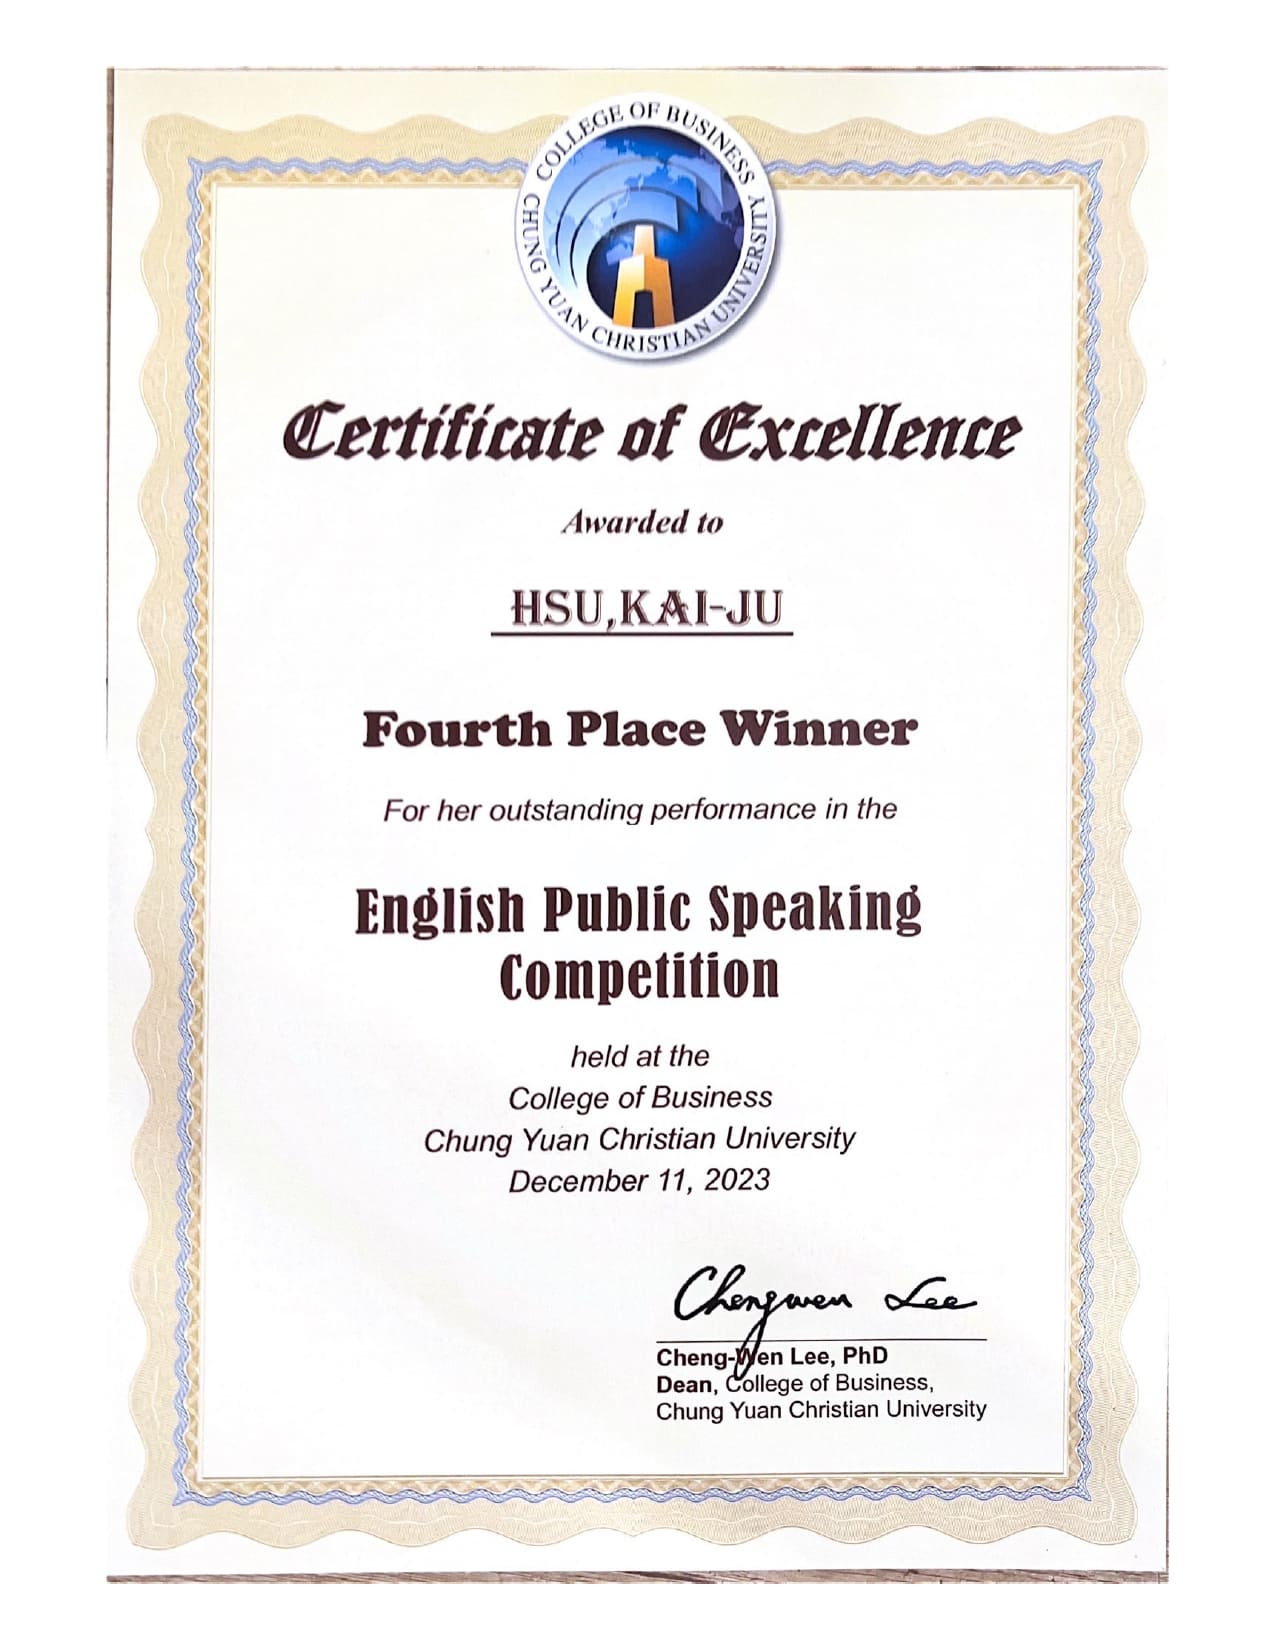 COLLEGE OF BUSINESS
CHUNG YUAN CHRISTIAN UNIVERSITY
Certificate of Excellence
Awarded to
HSU,KAI-JU
Fourth Place Winner
For her outstanding performance in the
English Public Speaking
Competition
held at the
College of Business
Chung Yuan Christian University
December 11, 2023
Chengwen Lee
Cheng-Wen Lee, PhD
Dean, College of Business,
Chung Yuan Christian University